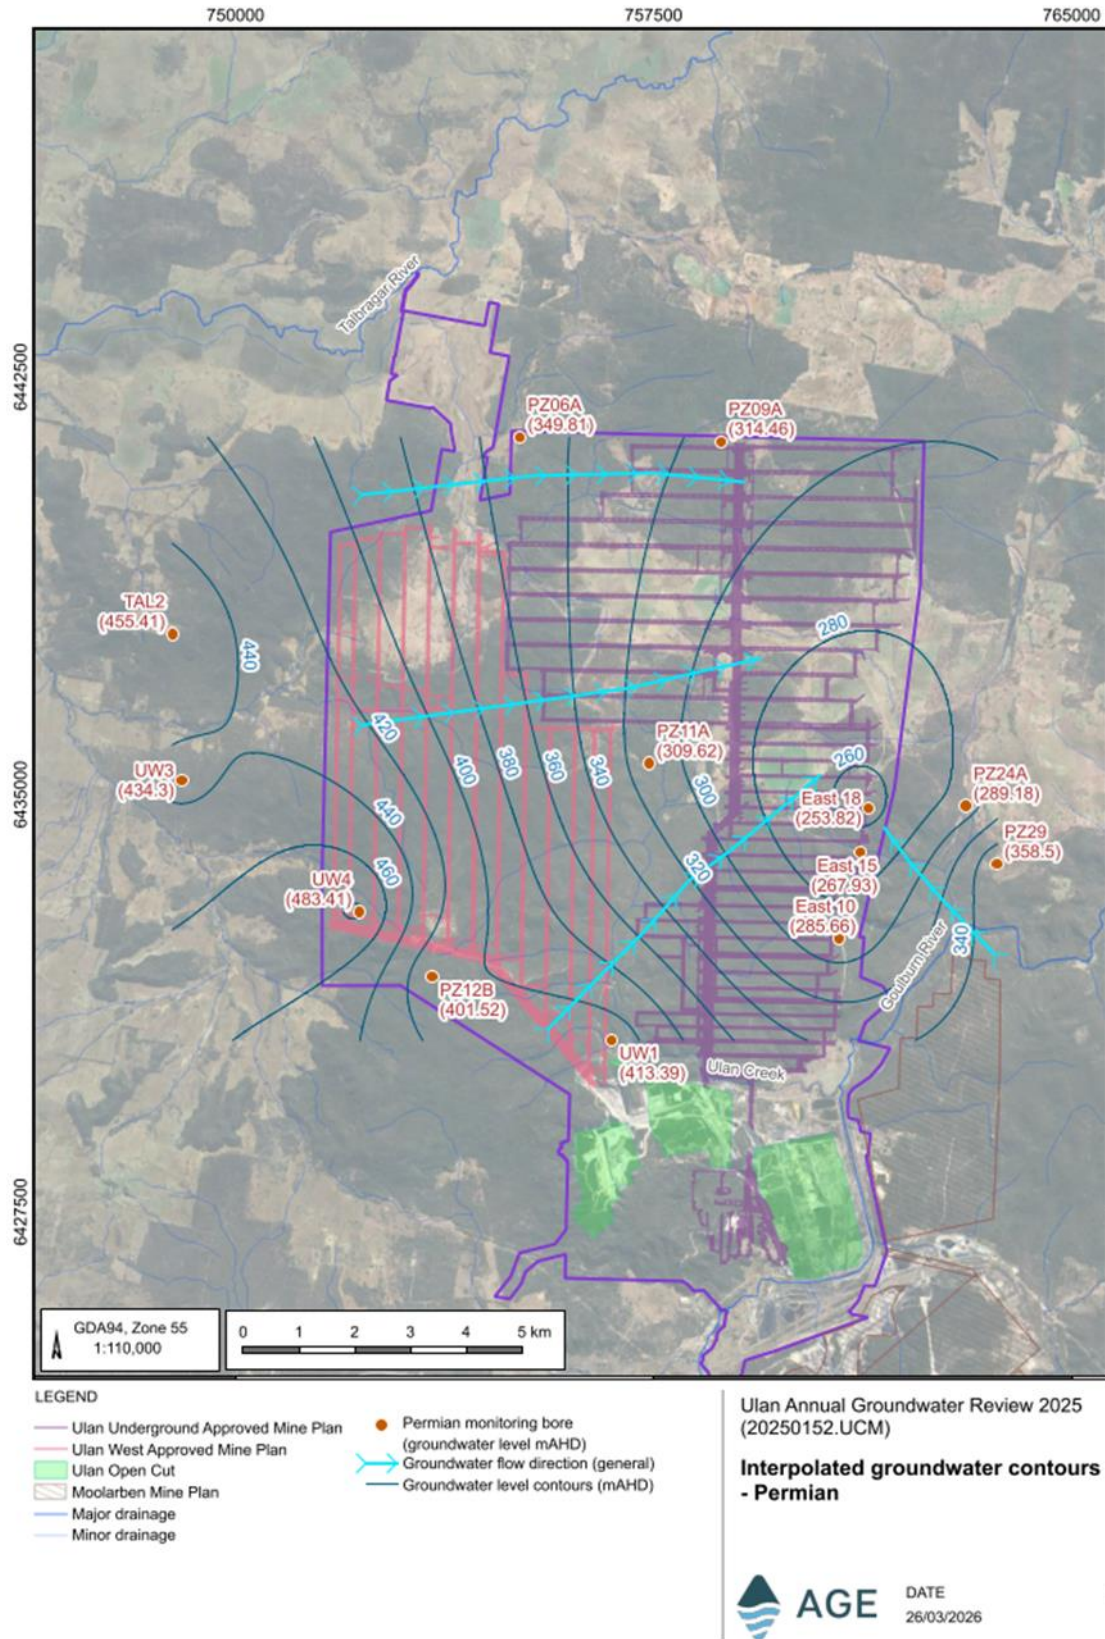 750000
757500
765000
6442500
6435000
6427500
Talbragar River
PZ06A
(349.81)
PZ09A
(314.46)
TAL2
(455.41)
440
280
420
PZ11A
(309.62)
400
380
360
340
300
260
UW3
(434.3)
440
East 18
(253.82)
PZ24A
(289.18)
PZ29
(358.5)
460
UW4
(483.41)
320
East 15
(267.93)
East 10
(285.66)
340
Goulburn River
PZ12B
(401.52)
UW1
(413.39)
Ulan Creek
GDA94, Zone 55
1:110,000
0 1 2 3 4 5 km
LEGEND
Ulan Underground Approved Mine Plan
Ulan West Approved Mine Plan
Ulan Open Cut
Moolarben Mine Plan
Major drainage
Minor drainage
Permian monitoring bore
(groundwater level mAHD)
Groundwater flow direction (general)
Groundwater level contours (mAHD)
Ulan Annual Groundwater Review 2025
(20250152.UCM)
Interpolated groundwater contours
- Permian
AGE
DATE
26/03/2026